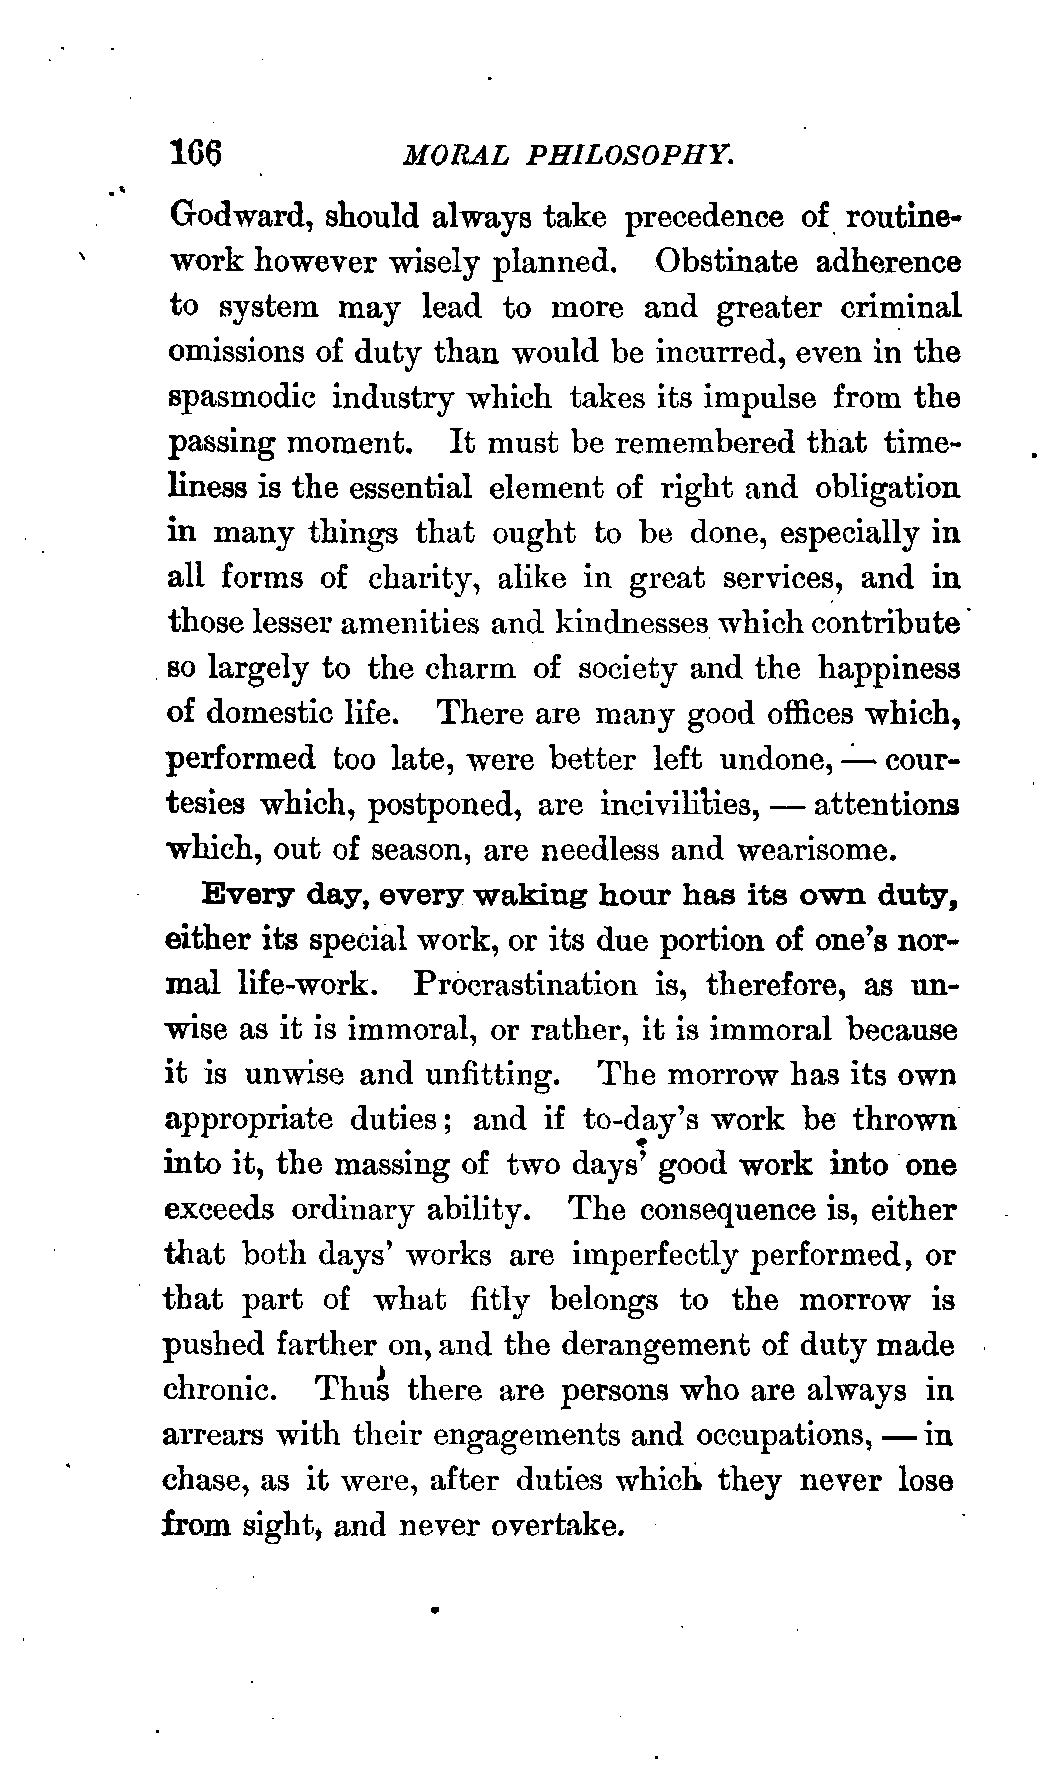 166 MORAL PHILOSOPHY.
Godward, should always take precedence of routine-
work however wisely planned. Obstinate adherence
to system may lead to more and greater criminal
omissions of duty than would be incurred, even in the
spasmodic industry which takes its impulse from the
passing moment. It must be remembered that time-
liness is the essential element of right and obligation
in many things that ought to be done, especially in
all forms of charity, alike in great services, and in
those lesser amenities and kindnesses which contribute
so largely to the charm of society and the happiness
of domestic life. There are many good offices which,
performed too late, were better left undone, — cour-
tesies which, postponed, are incivilities, — attentions
which, out of season, are needless and wearisome.
Every day, every waking hour has its own duty,
either its special work, or its due portion of one's nor-
mal life-work. Procrastination is, therefore, as un-
wise as it is immoral, or rather, it is immoral because
it is unwise and unfitting. The morrow has its own
appropriate duties; and if to-day's work be thrown
into it, the massing of two days' good work into one
exceeds ordinary ability. The consequence is, either
that both days' works are imperfectly performed, or
that part of what fitly belongs to the morrow is
pushed farther on, and the derangement of duty made
chronic. Thus there are persons who are always in
arrears with their engagements and occupations, — in
chase, as it were, after duties which they never lose
from sight, and never overtake.